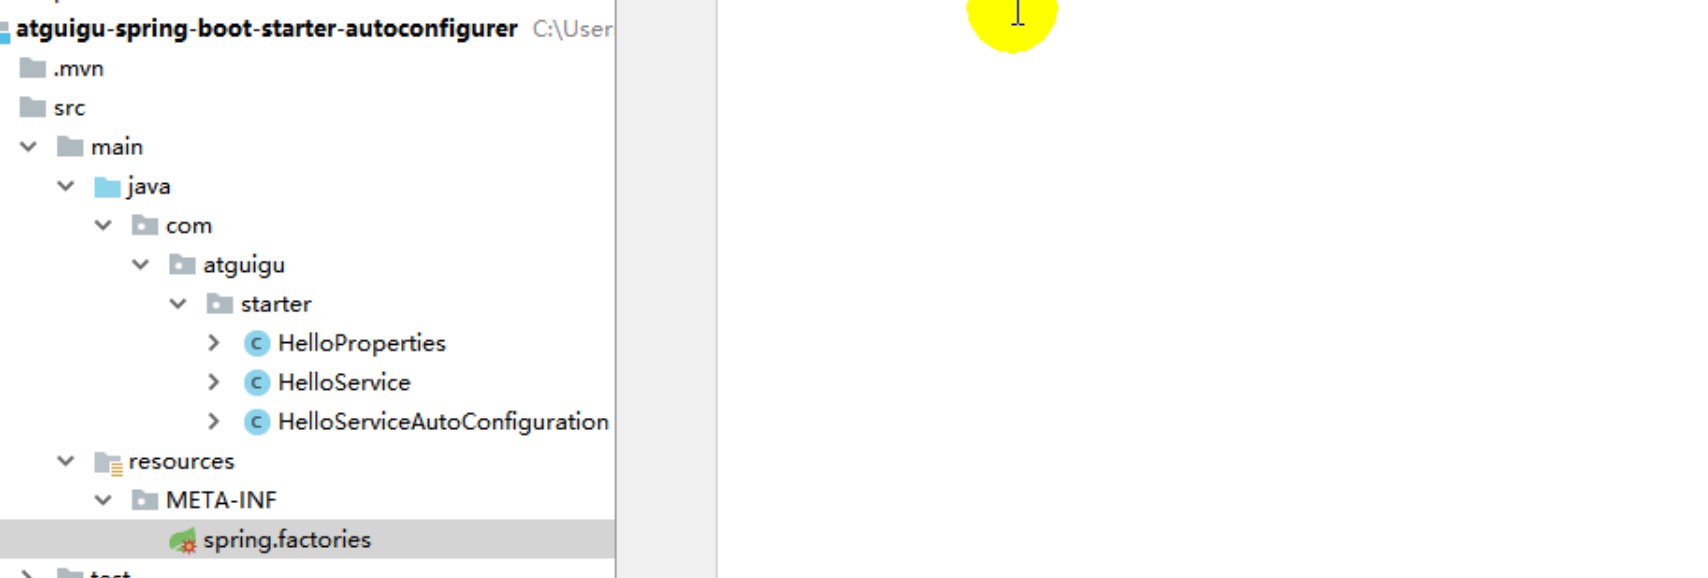 atguigu-spring-boot-starter-autoconfigurer C:\User
.mvn
src
main
java
com
atguigu
starter
HelloProperties
HelloService
HelloServiceAutoConfiguration
resources
META-INF
spring.factories
test